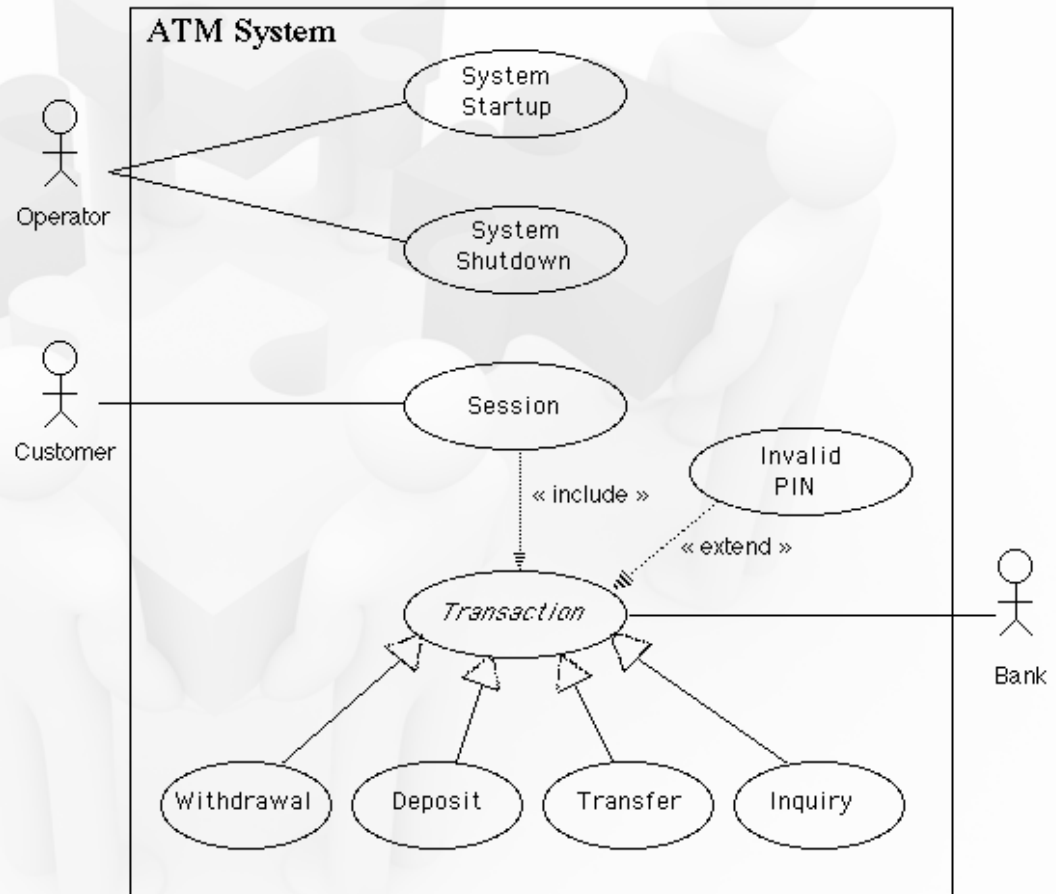 ATM System
System
Startup
Operator
System
Shutdown
Session
Customer
Invalid
PIN
« include »
« extend »
Transaction
Bank
Withdrawal
Deposit
Transfer
Inquiry